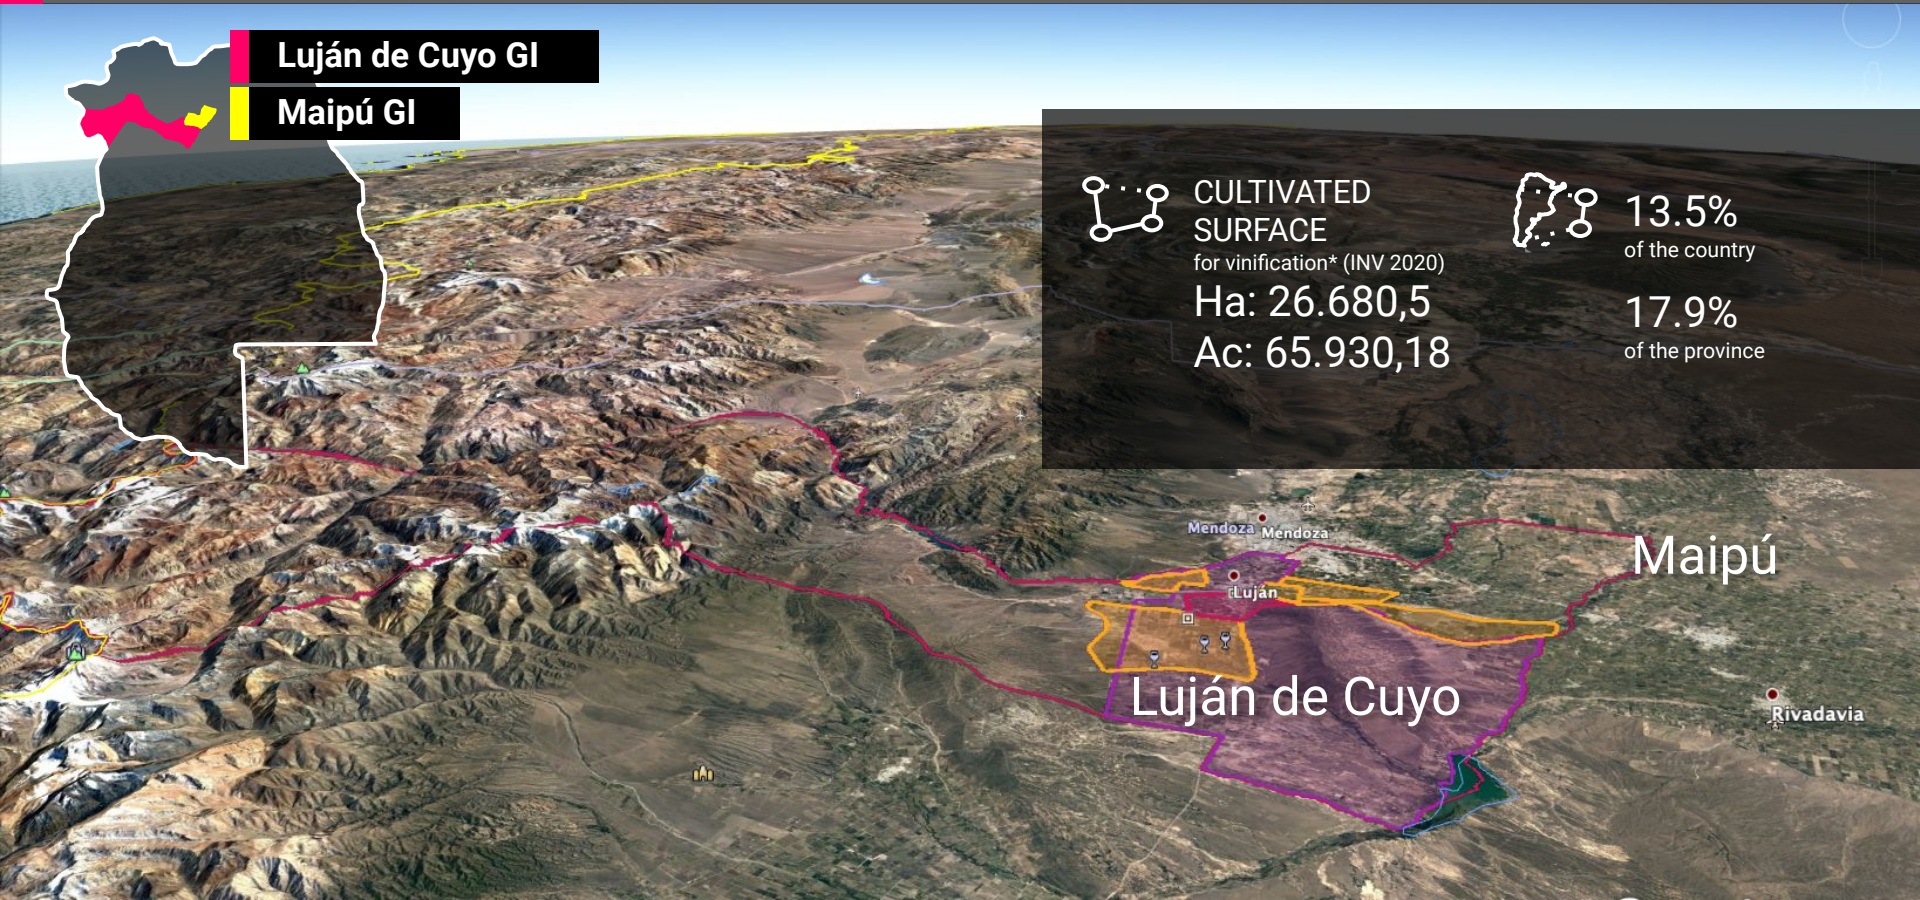 Luján de Cuyo GI
Maipú GI
CULTIVATED
SURFACE
for vinification* (INV 2020)
Ha: 26.680,5
Ac: 65.930,18
13.5%
of the country
17.9%
of the province
Mendoza
Mendoza
Maipú
Luján
Luján de Cuyo
Rivadavia